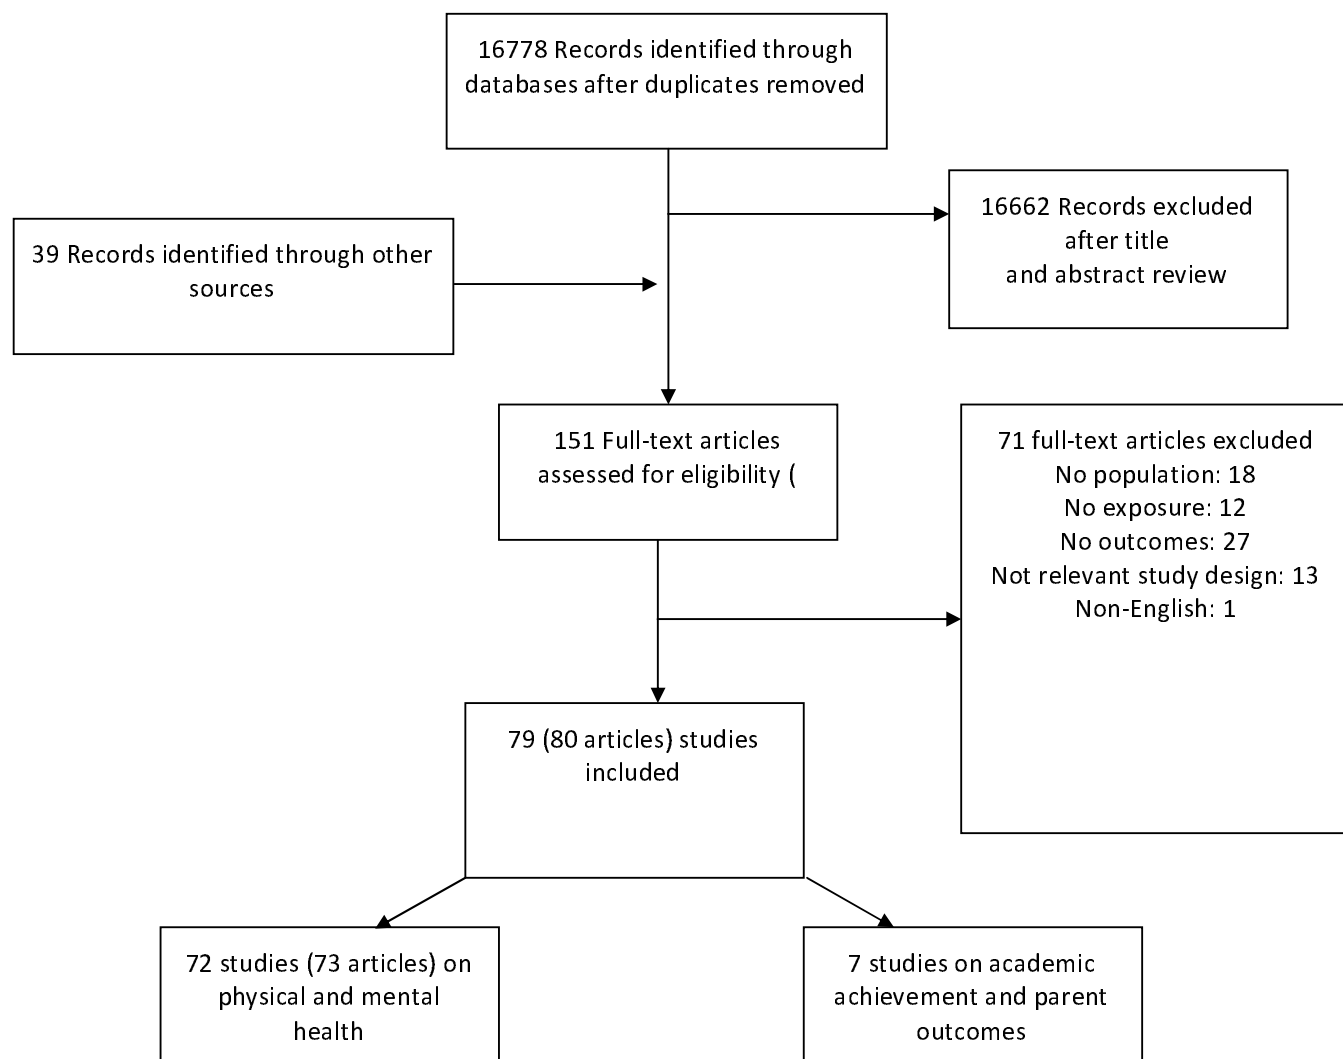 16778 Records identified through
databases after duplicates removed
16662 Records excluded
after title
and abstract review
39 Records identified through other
sources
151 Full-text articles
assessed for eligibility (
71 full-text articles excluded
No population: 18
No exposure: 12
No outcomes: 27
Not relevant study design: 13
Non-English: 1
79 (80 articles) studies
included
72 studies (73 articles) on
physical and mental
health
7 studies on academic
achievement and parent
outcomes